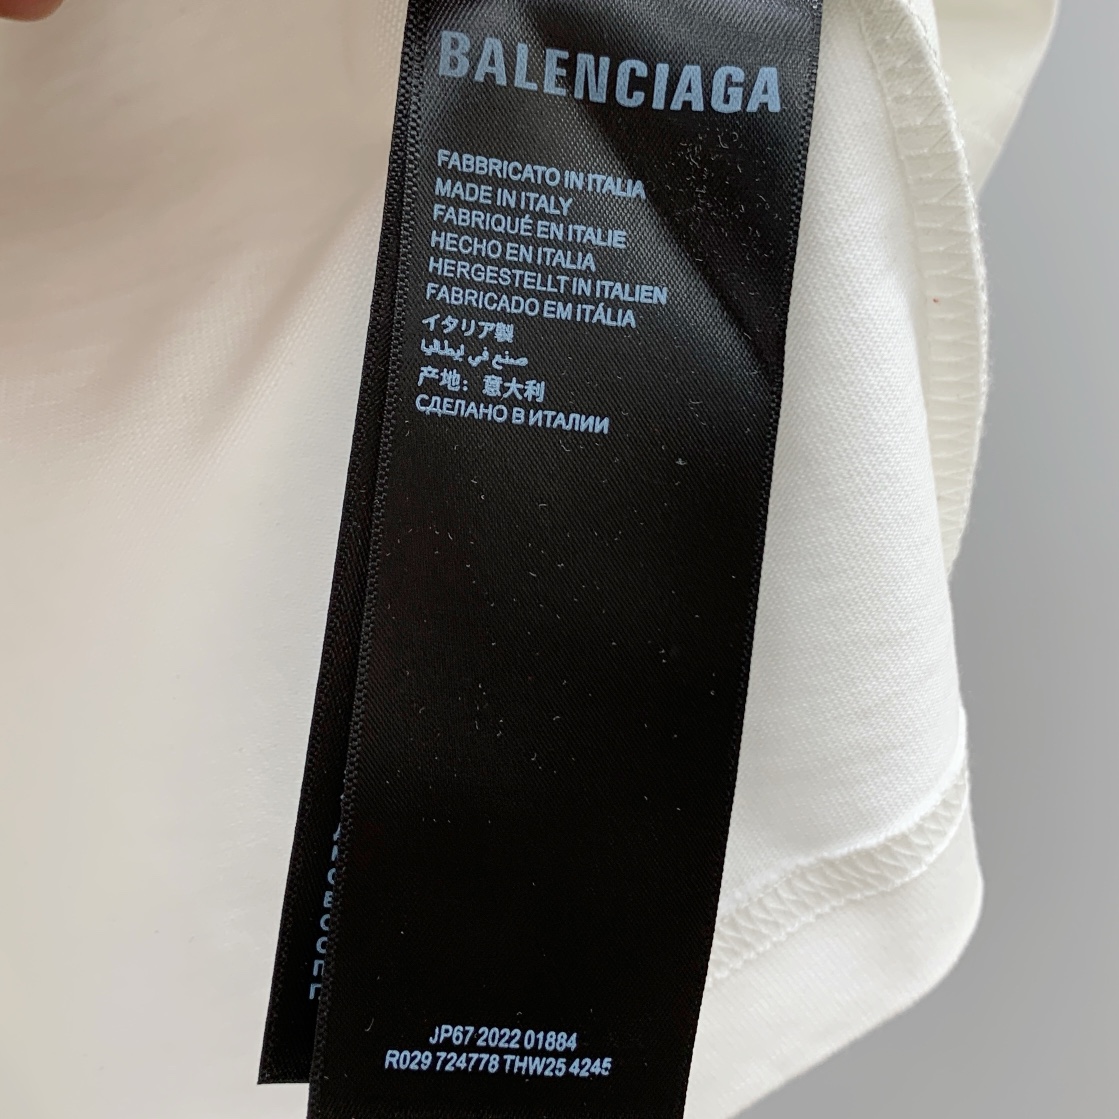 BALENCIAGA
FABBRICATO IN ITALIA
MADE IN ITALY
FABRIQUÉ EN ITALIE
HECHO EN ITALIA
HERGESTELLT IN ITALIEN
FABRICADO EM ITÁLIA
イタリア製
صنع في إيطاليا
产地：意大利
СДЕЛАНО В ИТАЛИИ
JP67 2022 01884
R029 724778 THW25 4245